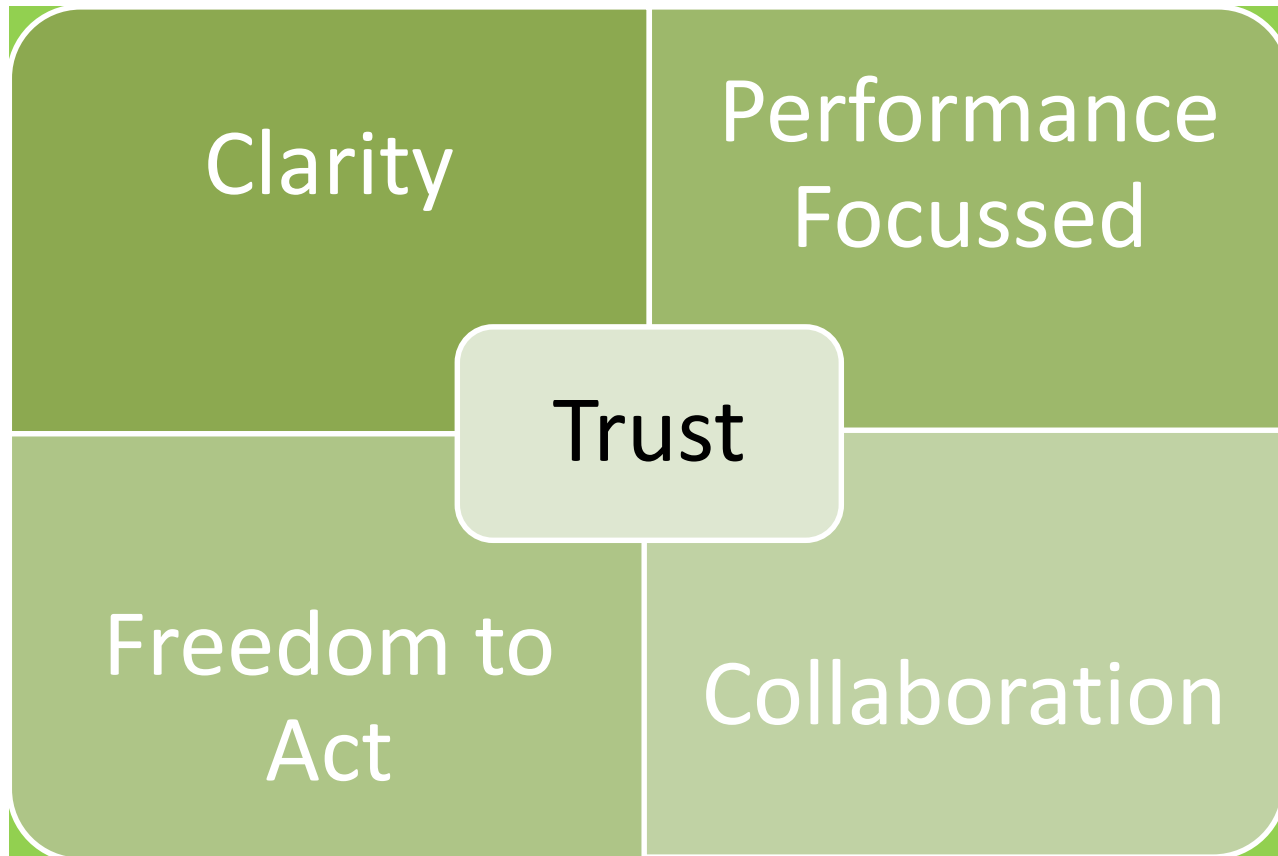 Clarity
Performance
Focussed
Trust
Freedom to
Act
Collaboration